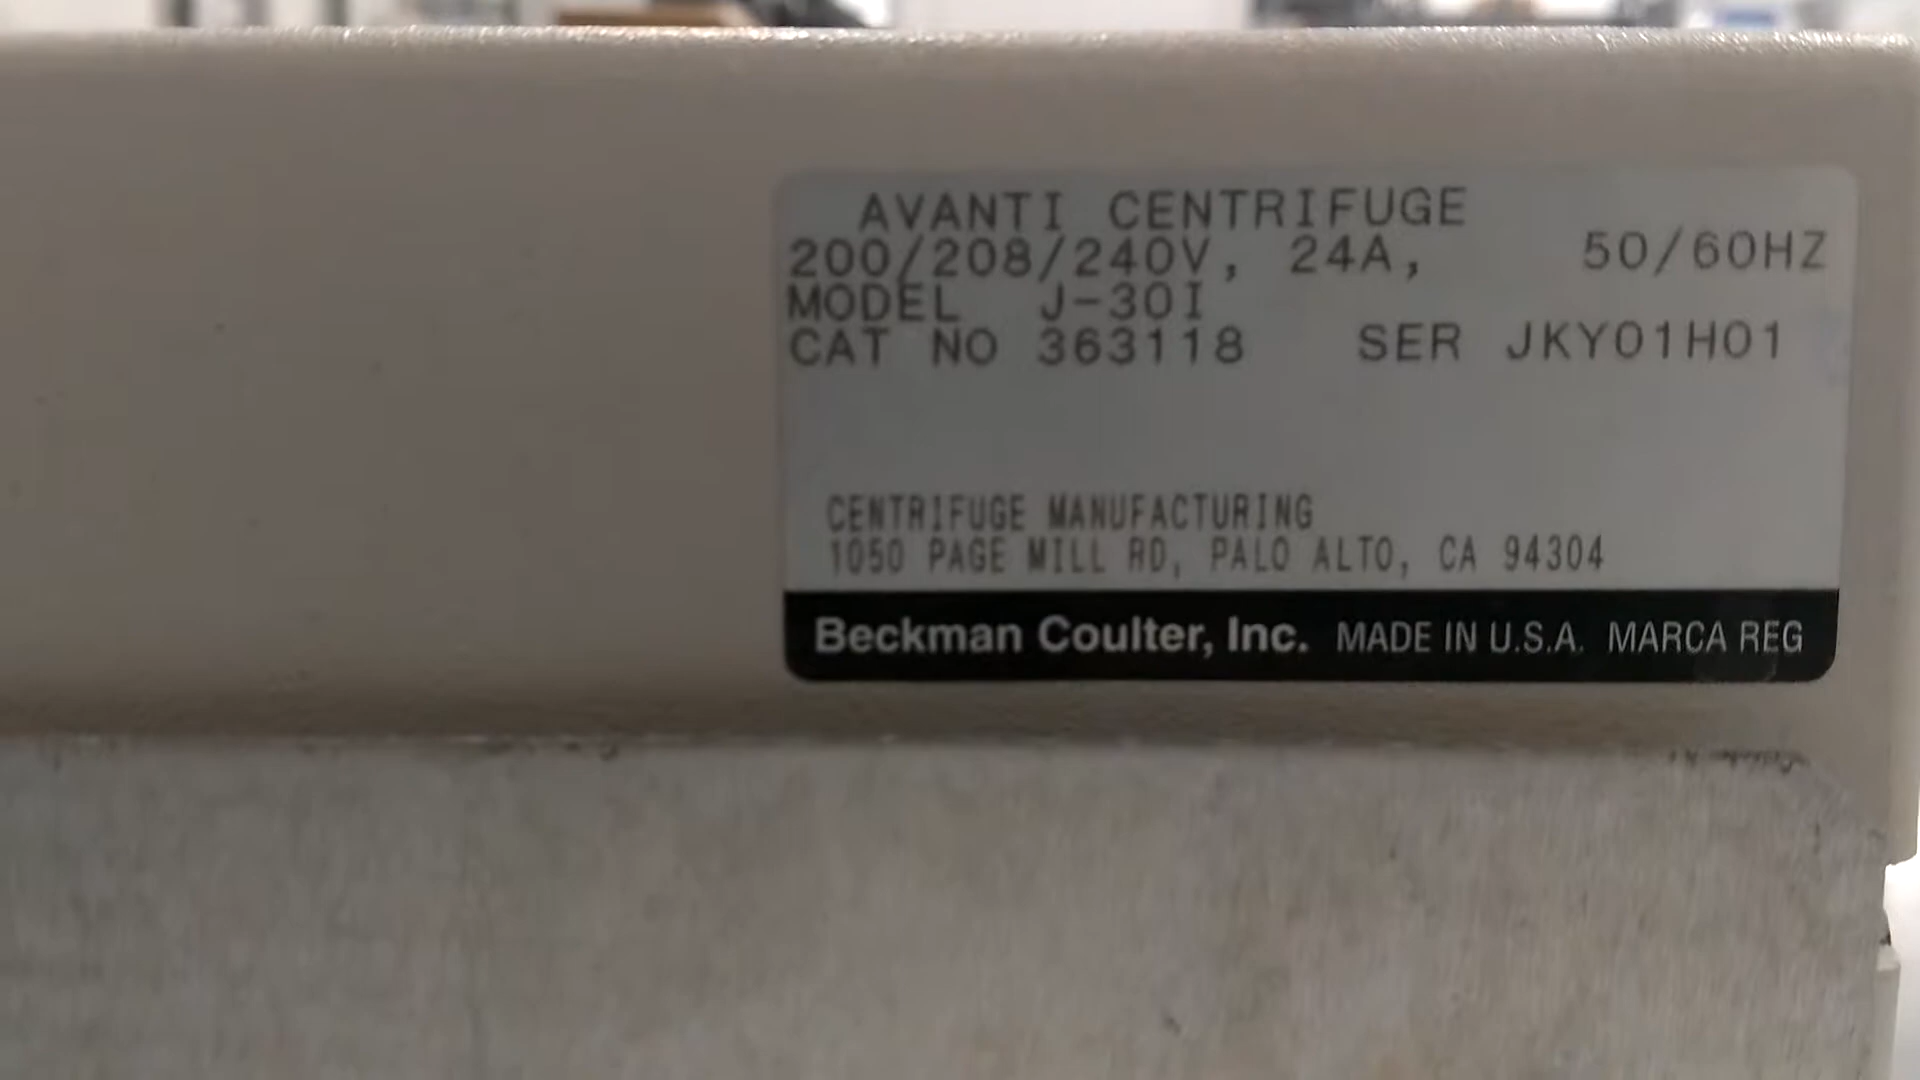 AVANTI CENTRIFUGE
200/208/240V, 24A, 50/60HZ
MODEL J-30I
CAT NO 363118 SER JKY01H01
CENTRIFUGE MANUFACTURING
1050 PAGE MILL RD, PALO ALTO, CA 94304
Beckman Coulter, Inc. MADE IN U.S.A. MARCA REG